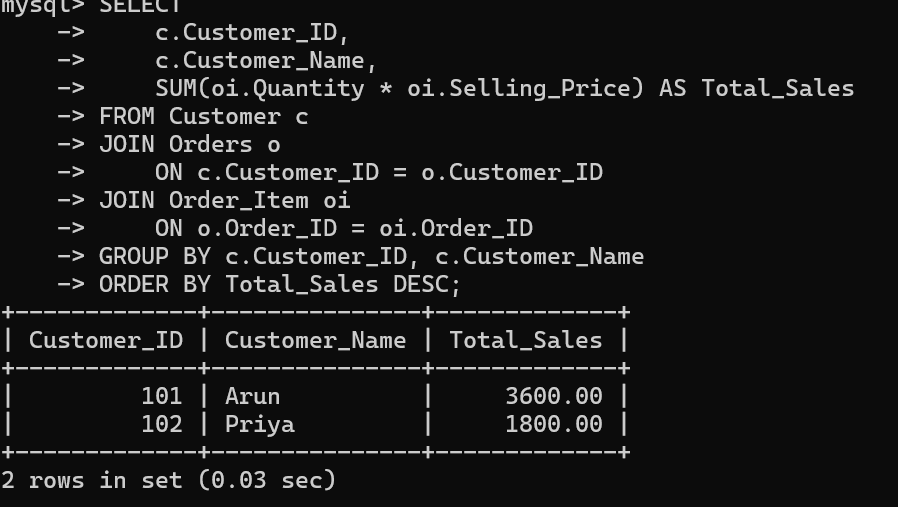 mysql> SELECT
    ->     c.Customer_ID,
    ->     c.Customer_Name,
    ->     SUM(oi.Quantity * oi.Selling_Price) AS Total_Sales
    -> FROM Customer c
    -> JOIN Orders o
    ->     ON c.Customer_ID = o.Customer_ID
    -> JOIN Order_Item oi
    ->     ON o.Order_ID = oi.Order_ID
    -> GROUP BY c.Customer_ID, c.Customer_Name
    -> ORDER BY Total_Sales DESC;
+-------------+---------------+-------------+
| Customer_ID | Customer_Name | Total_Sales |
+-------------+---------------+-------------+
|         101 | Arun          |     3600.00 |
|         102 | Priya         |     1800.00 |
+-------------+---------------+-------------+
2 rows in set (0.03 sec)